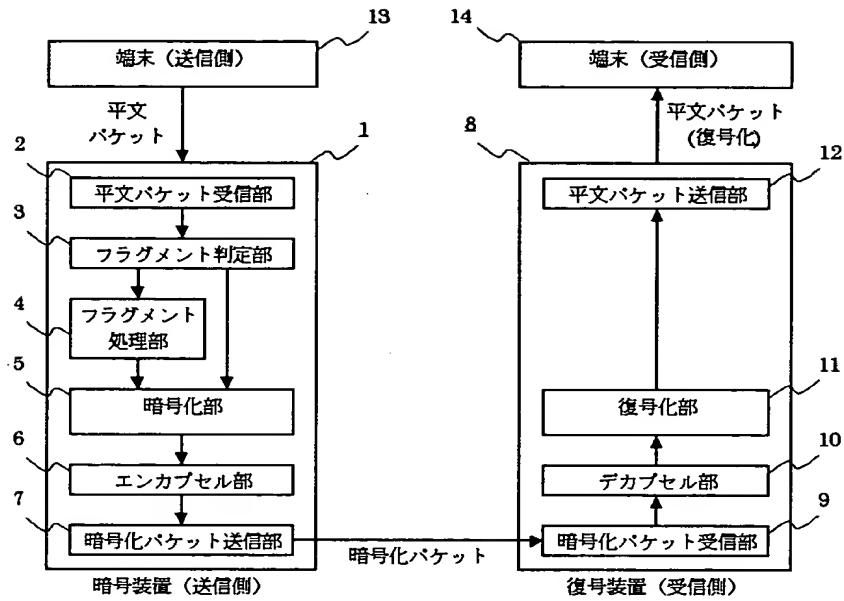 13
端末（送信側）
平文
パケット
1
2
平文パケット受信部
3
フラグメント判定部
4
フラグメント
処理部
5
暗号化部
6
エンカプセル部
7
暗号化パケット送信部
暗号装置（送信側）
暗号化パケット
14
端末（受信側）
平文パケット
(復号化)
8
12
平文パケット送信部
11
復号化部
10
デカプセル部
9
暗号化パケット受信部
復号装置（受信側）